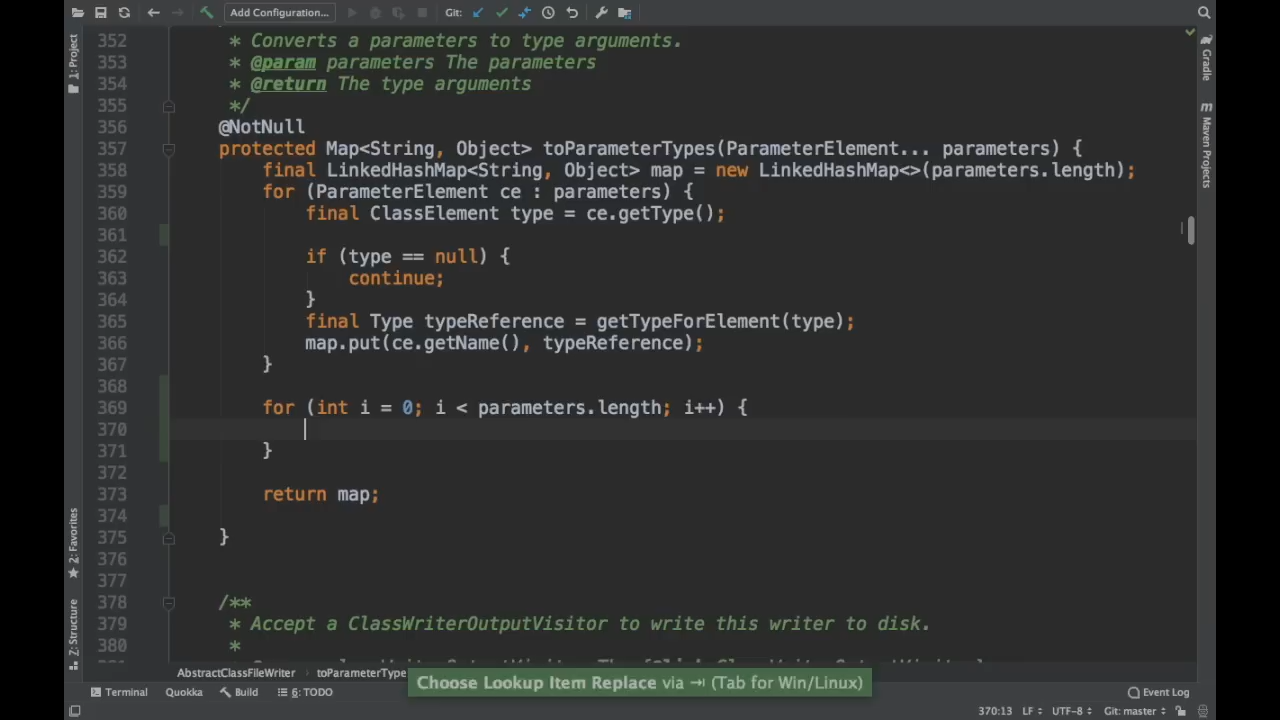 Add Configuration...
Git:
1: Project
Gradle
Maven Projects
2: Favorites
Z: Structure
352 * Converts a parameters to type arguments.
353 * @param parameters The parameters
354 * @return The type arguments
355 */
356 @NotNull
357 protected Map<String, Object> toParameterTypes(ParameterElement... parameters) {
358 final LinkedHashMap<String, Object> map = new LinkedHashMap<>(parameters.length);
359 for (ParameterElement ce : parameters) {
360 final ClassElement type = ce.getType();
361
362 if (type == null) {
363 continue;
364 }
365 final Type typeReference = getTypeForElement(type);
366 map.put(ce.getName(), typeReference);
367 }
368
369 for (int i = 0; i < parameters.length; i++) {
370
371 }
372
373 return map;
374
375 }
376
377
378 /**
379 * Accept a ClassWriterOutputVisitor to write this writer to disk.
380 *
AbstractClassFileWriter toParameterType
Choose Lookup Item Replace via ⇥ (Tab for Win/Linux)
Terminal Quokka Build 6: TODO Event Log
370:13 LF UTF-8 Git: master